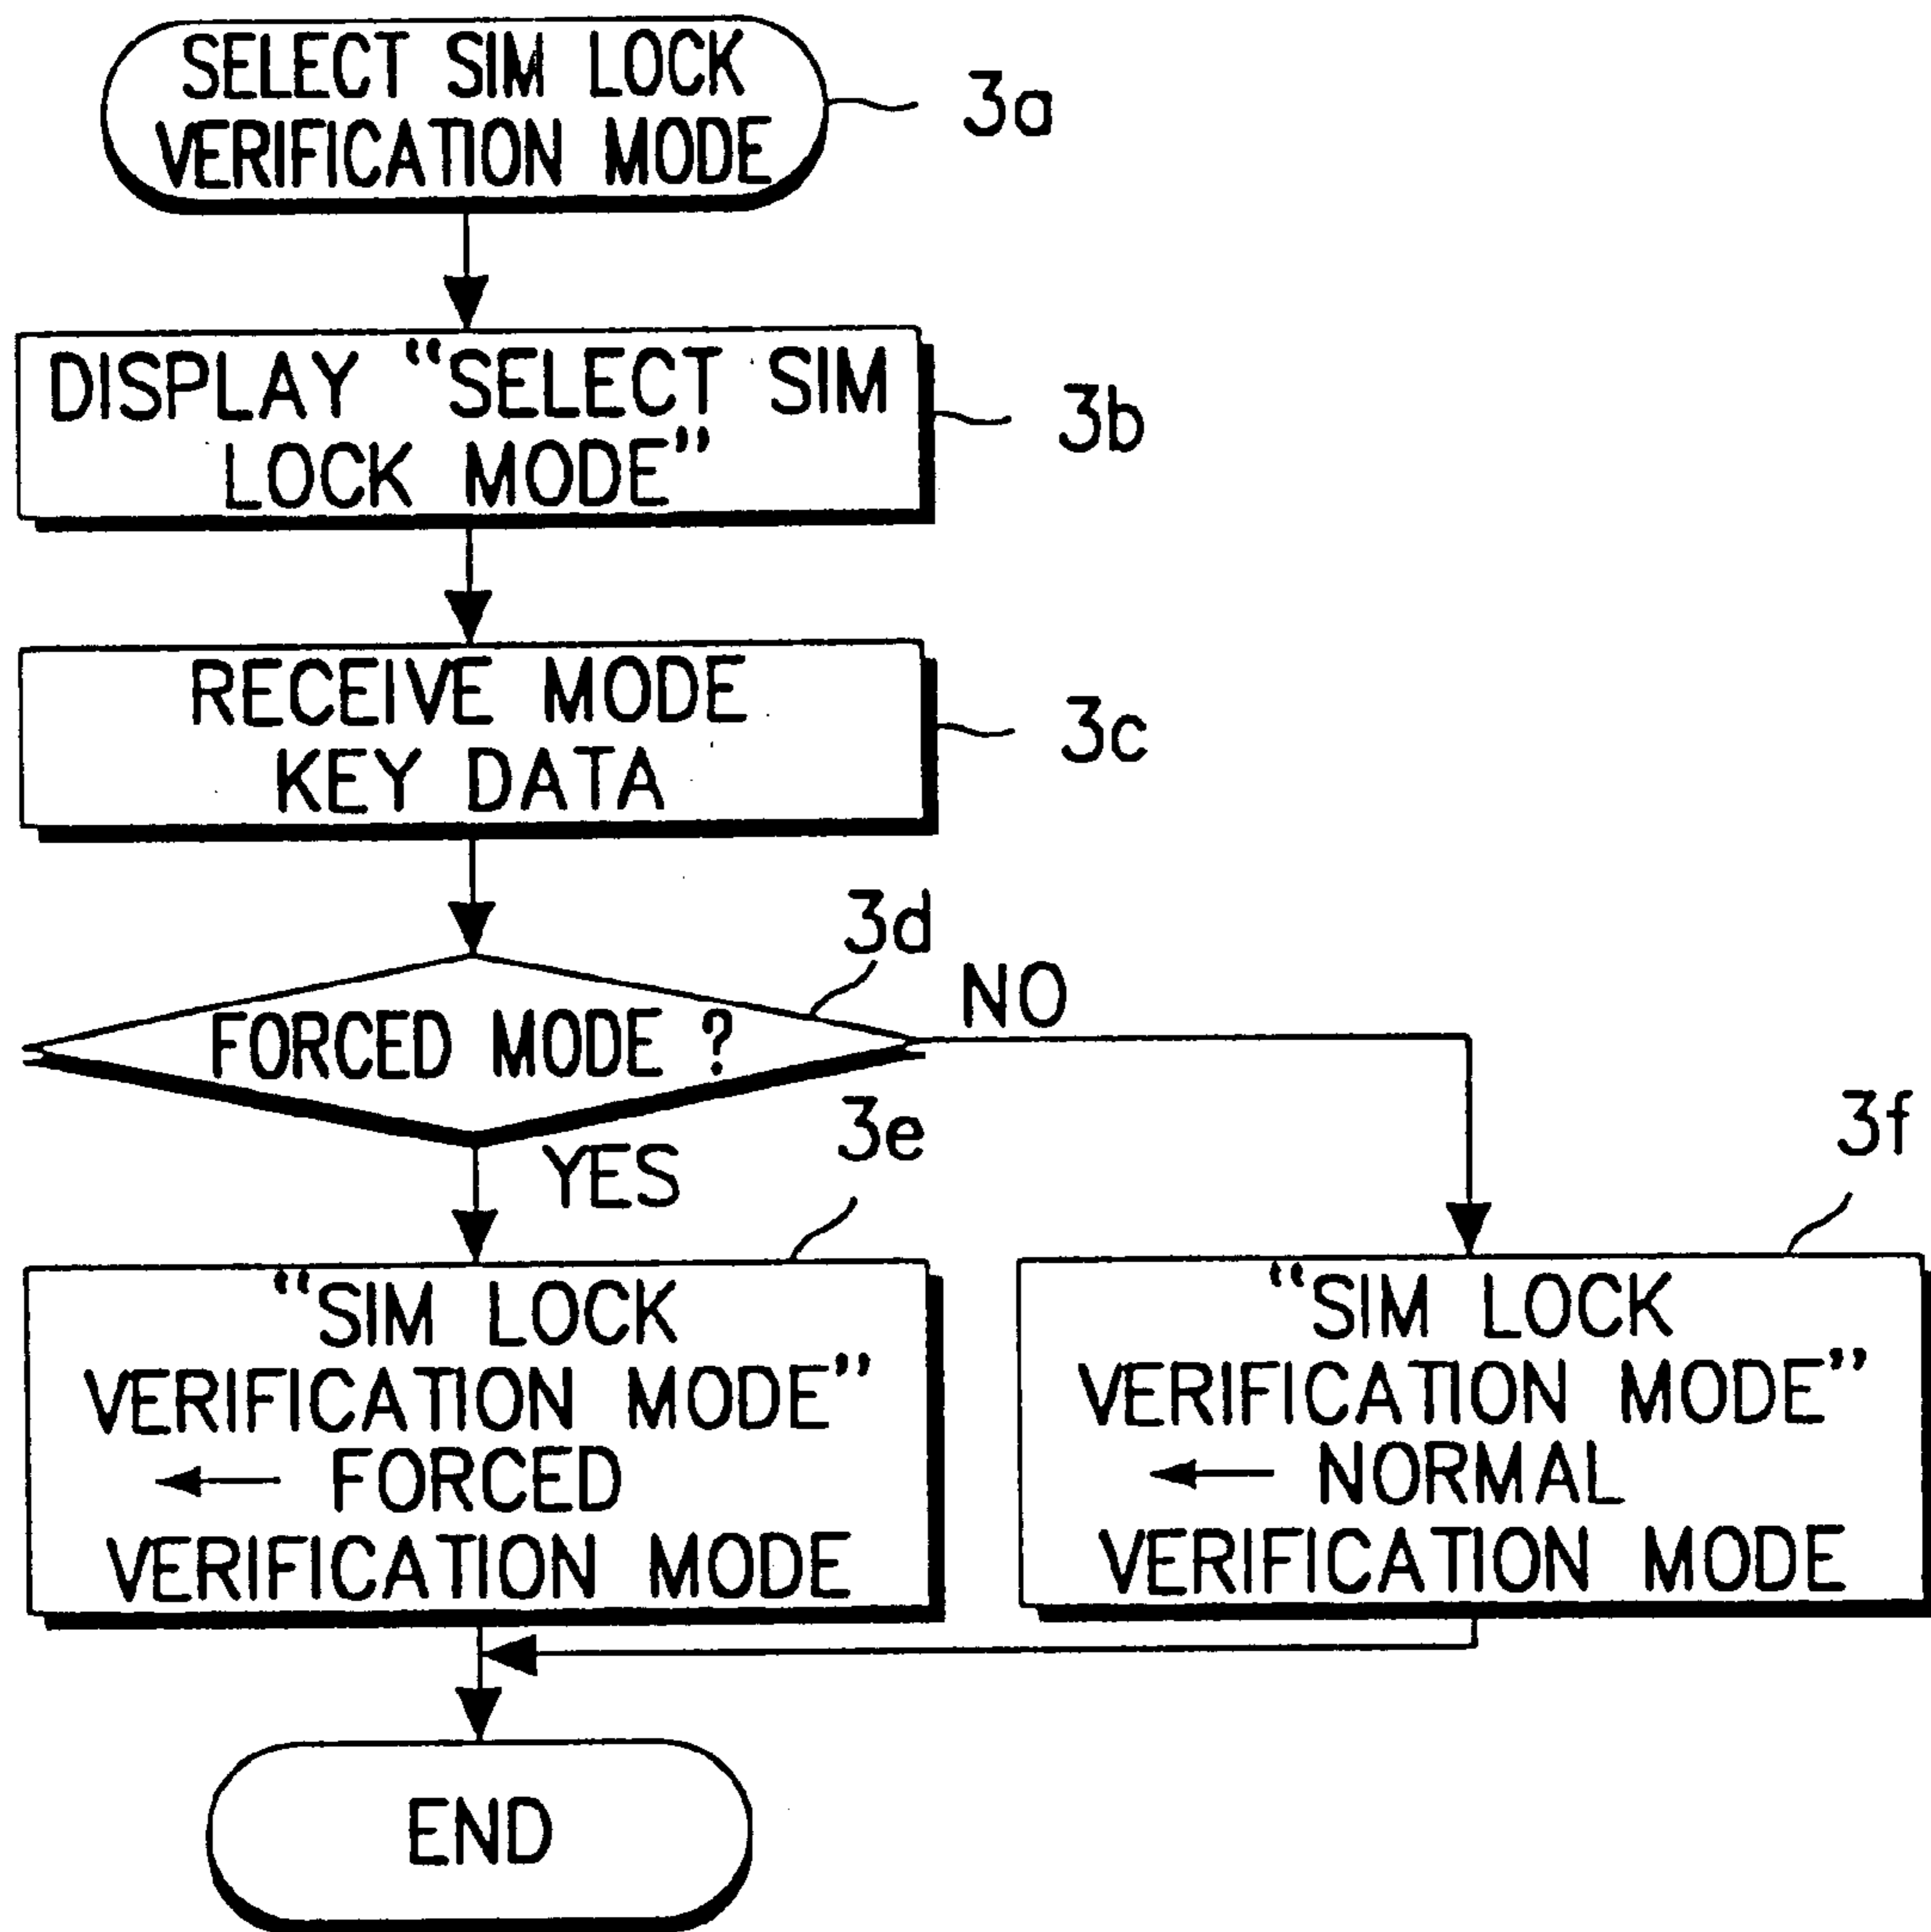 SELECT SIM LOCK
VERIFICATION MODE
3a
DISPLAY “SELECT SIM
LOCK MODE”
3b
RECEIVE MODE
KEY DATA
3c
3d
FORCED MODE ?
NO
YES
3e
3f
“SIM LOCK
VERIFICATION MODE”
← FORCED
VERIFICATION MODE
“SIM LOCK
VERIFICATION MODE”
← NORMAL
VERIFICATION MODE
END